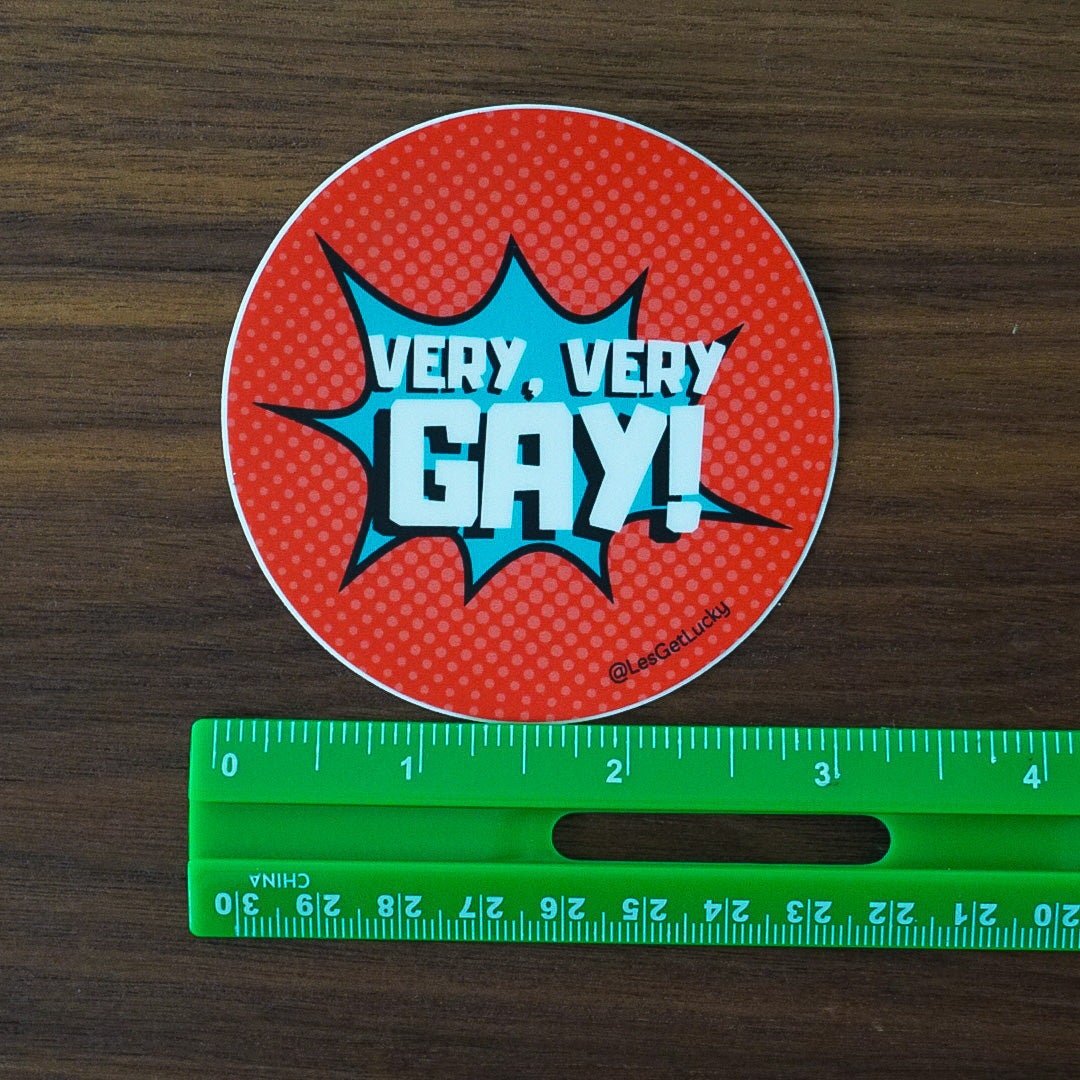 VERY, VERY
GAY!
@LesGetLucky
0 1 2 3 4
CHINA
30 29 28 27 26 25 24 23 22 21 20